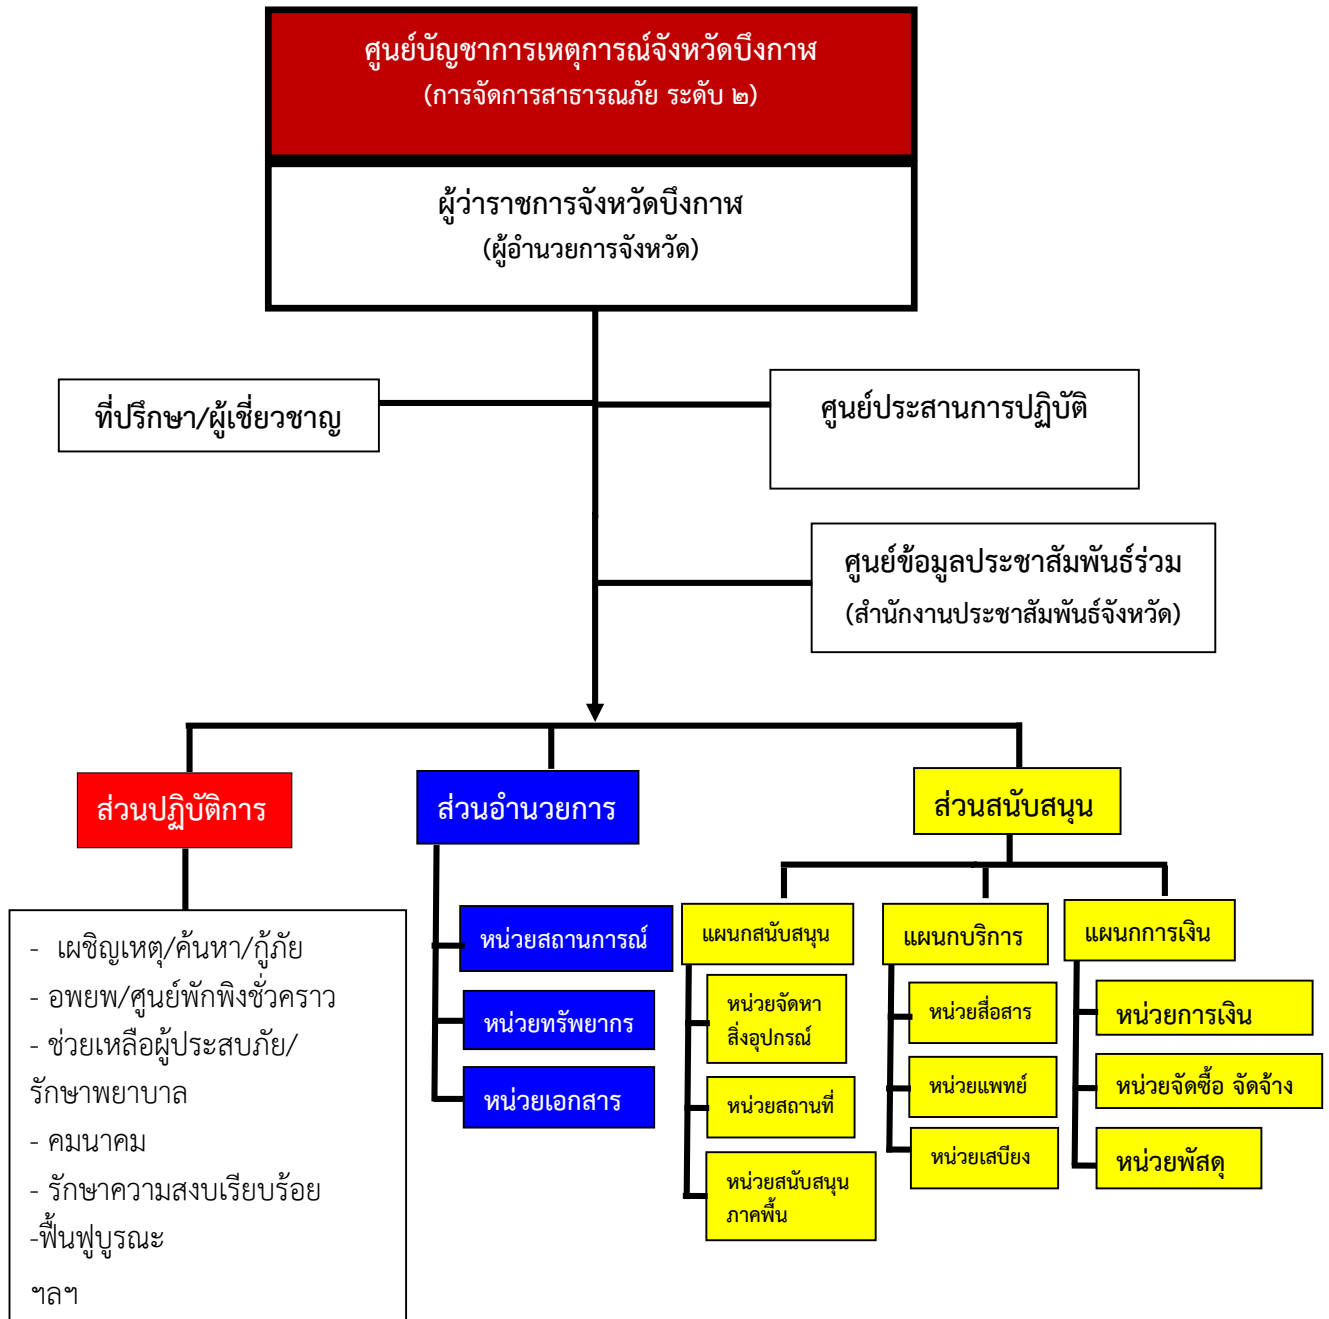 ศูนย์บัญชาการเหตุการณ์จังหวัดบึงกาฬ
(การจัดการสาธารณภัย ระดับ ๒)
ผู้ว่าราชการจังหวัดบึงกาฬ
(ผู้อำนวยการจังหวัด)
ที่ปรึกษา/ผู้เชี่ยวชาญ
ศูนย์ประสานการปฏิบัติ
ศูนย์ข้อมูลประชาสัมพันธ์ร่วม
(สำนักงานประชาสัมพันธ์จังหวัด)
ส่วนปฏิบัติการ
- เผชิญเหตุ/ค้นหา/กู้ภัย
- อพยพ/ศูนย์พักพิงชั่วคราว
- ช่วยเหลือผู้ประสบภัย/
รักษาพยาบาล
- คมนาคม
- รักษาความสงบเรียบร้อย
-ฟื้นฟูบูรณะ
ฯลฯ
ส่วนอำนวยการ
หน่วยสถานการณ์
หน่วยทรัพยากร
หน่วยเอกสาร
ส่วนสนับสนุน
แผนกสนับสนุน
หน่วยจัดหา
สิ่งอุปกรณ์
หน่วยสถานที่
หน่วยสนับสนุน
ภาคพื้น
แผนกบริการ
หน่วยสื่อสาร
หน่วยแพทย์
หน่วยเสบียง
แผนกการเงิน
หน่วยการเงิน
หน่วยจัดซื้อ จัดจ้าง
หน่วยพัสดุ